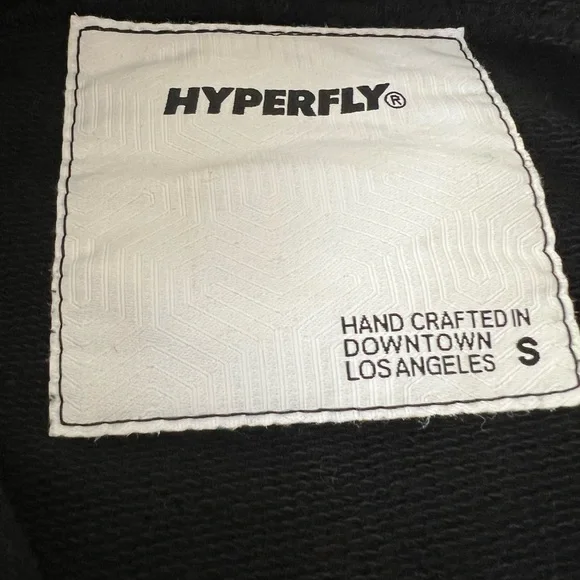 HYPERFLY®
HAND CRAFTED IN
DOWNTOWN
LOS ANGELES S